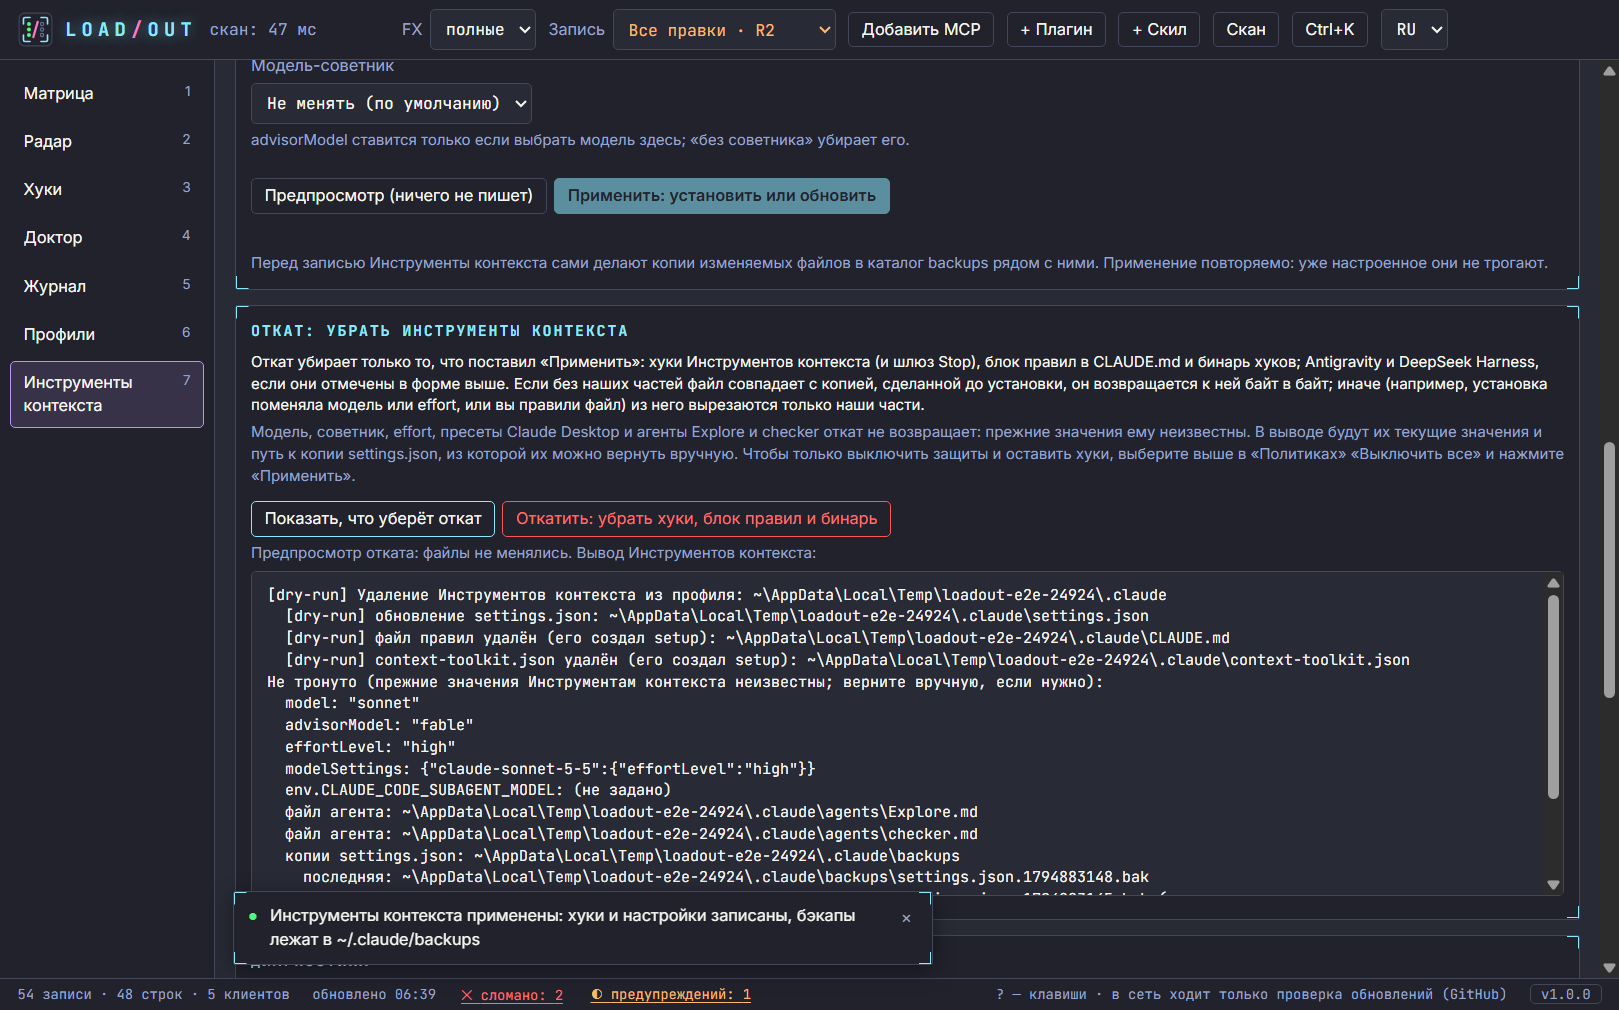 LOAD/OUT скан: 47 мс FX полные Запись Все правки · R2 Добавить MCP + Плагин + Скил Скан Ctrl+K RU
Матрица 1
Радар 2
Хуки 3
Доктор 4
Журнал 5
Профили 6
Инструменты контекста 7
Модель-советник
Не менять (по умолчанию)
advisorModel ставится только если выбрать модель здесь; «без советника» убирает его.
Предпросмотр (ничего не пишет) Применить: установить или обновить
Перед записью Инструменты контекста сами делают копии изменяемых файлов в каталог backups рядом с ними. Применение повторяемо: уже настроенное они не трогают.
ОТКАТ: УБРАТЬ ИНСТРУМЕНТЫ КОНТЕКСТА
Откат убирает только то, что поставил «Применить»: хуки Инструментов контекста (и шлюз Stop), блок правил в CLAUDE.md и бинарь хуков; Antigravity и DeepSeek Harness,
если они отмечены в форме выше. Если без наших частей файл совпадает с копией, сделанной до установки, он возвращается к ней байт в байт; иначе (например, установка
поменяла модель или effort, или вы правили файл) из него вырезаются только наши части.
Модель, советник, effort, пресеты Claude Desktop и агенты Explore и checker откат не возвращает: прежние значения ему неизвестны. В выводе будут их текущие значения и
путь к копии settings.json, из которой их можно вернуть вручную. Чтобы только выключить защиты и оставить хуки, выберите выше в «Политиках» «Выключить все» и нажмите
«Применить».
Показать, что уберёт откат Откатить: убрать хуки, блок правил и бинарь
Предпросмотр отката: файлы не менялись. Вывод Инструментов контекста:
[dry-run] Удаление Инструментов контекста из профиля: ~\AppData\Local\Temp\loadout-e2e-24924\.claude
[dry-run] обновление settings.json: ~\AppData\Local\Temp\loadout-e2e-24924\.claude\settings.json
[dry-run] файл правил удалён (его создал setup): ~\AppData\Local\Temp\loadout-e2e-24924\.claude\CLAUDE.md
[dry-run] context-toolkit.json удалён (его создал setup): ~\AppData\Local\Temp\loadout-e2e-24924\.claude\context-toolkit.json
Не тронуто (прежние значения Инструментам контекста неизвестны; верните вручную, если нужно):
model: "sonnet"
advisorModel: "fable"
effortLevel: "high"
modelSettings: {"claude-sonnet-5-5":{"effortLevel":"high"}}
env.CLAUDE_CODE_SUBAGENT_MODEL: (не задано)
файл агента: ~\AppData\Local\Temp\loadout-e2e-24924\.claude\agents\Explore.md
файл агента: ~\AppData\Local\Temp\loadout-e2e-24924\.claude\agents\checker.md
копии settings.json: ~\AppData\Local\Temp\loadout-e2e-24924\.claude\backups
последняя: ~\AppData\Local\Temp\loadout-e2e-24924\.claude\backups\settings.json.1794883148.bak
Инструменты контекста применены: хуки и настройки записаны, бэкапы
лежат в ~/.claude/backups
×
54 записи · 48 строк · 5 клиентов обновлено 06:39 × сломано: 2 предупреждений: 1 ? — клавиши · в сеть ходит только проверка обновлений (GitHub) v1.0.0